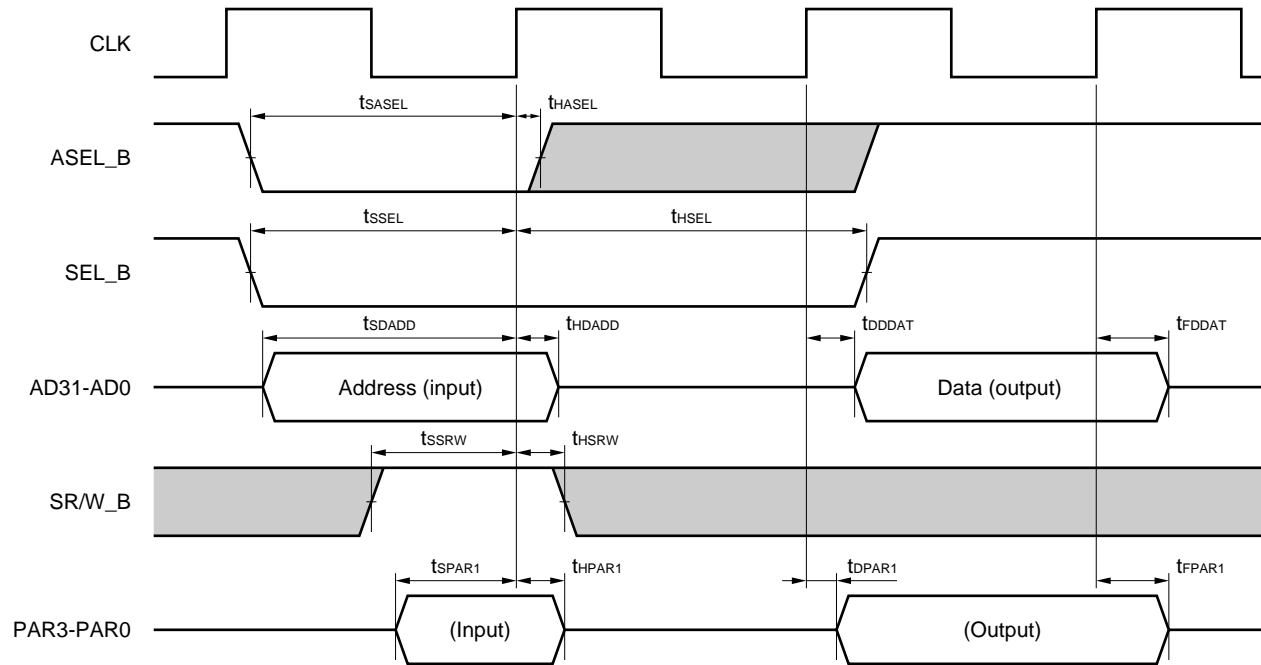 CLK
tSASEL
tHASEL
ASEL_B
tSSEL
tHSEL
SEL_B
tSDADD
tHDADD
tDDDAT
tFDDAT
AD31-AD0
Address (input)
Data (output)
tSSRW
tHSRW
SR/W_B
tSPAR1
tHPAR1
tDPAR1
tFPAR1
PAR3-PAR0
(Input)
(Output)